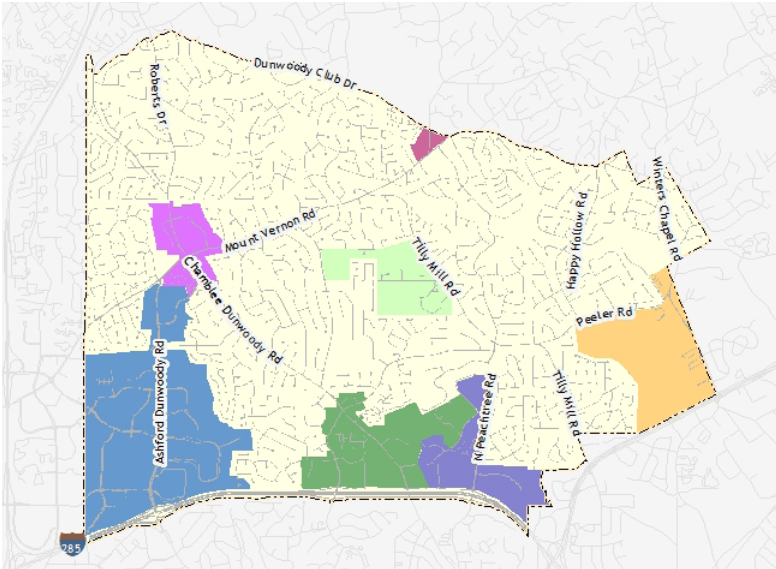 Dunwoody Club Dr
Roberts Dr
Winters Chapel Rd
Happy Hollow Rd
Mount Vernon Rd
Tilly Mill Rd
Chamblee Dunwoody Rd
Peeler Rd
Ashford Dunwoody Rd
N Peachtree Rd
Tilly Mill Rd
285